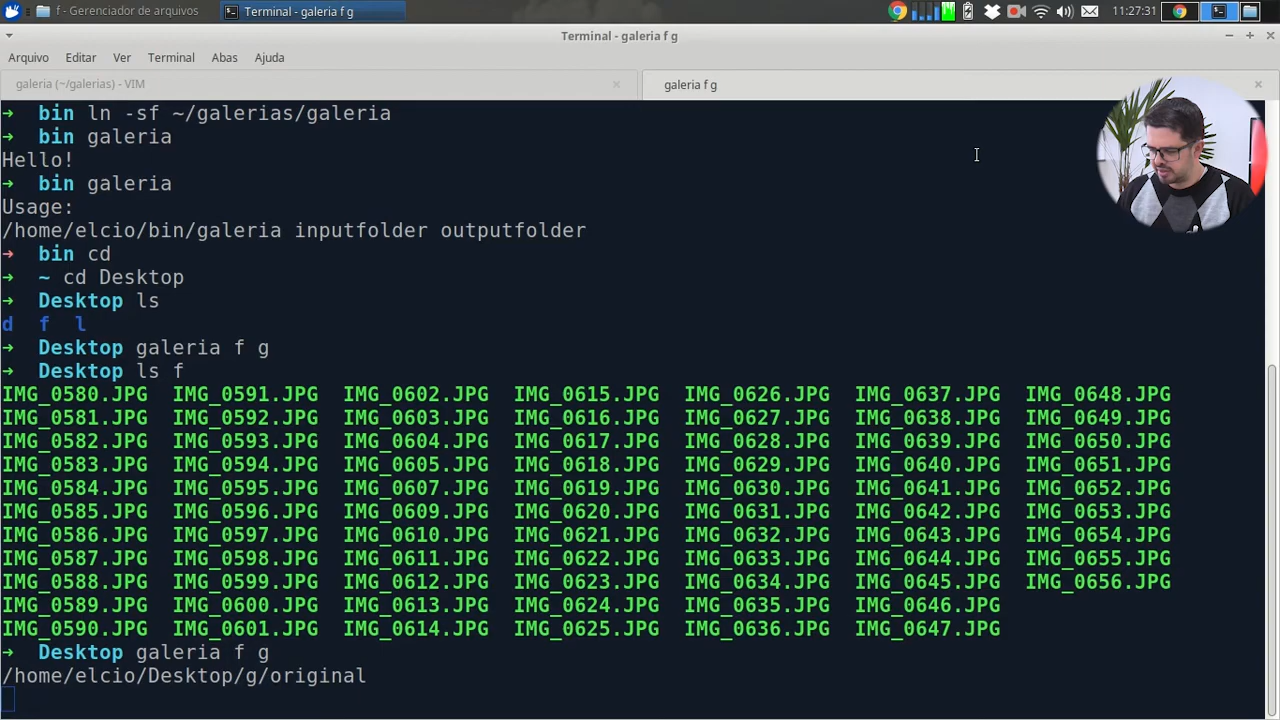 f - Gerenciador de arquivos
Terminal - galeria f g
11:27:31
Terminal - galeria f g
Arquivo Editar Ver Terminal Abas Ajuda
galeria (~/galerias) - VIM
galeria f g
➜ bin ln -sf ~/galerias/galeria
➜ bin galeria
Hello!
➜ bin galeria
Usage:
/home/elcio/bin/galeria inputfolder outputfolder
➜ bin cd
➜ ~ cd Desktop
➜ Desktop ls
d f l
➜ Desktop galeria f g
➜ Desktop ls f
IMG_0580.JPG IMG_0591.JPG IMG_0602.JPG IMG_0615.JPG IMG_0626.JPG IMG_0637.JPG IMG_0648.JPG
IMG_0581.JPG IMG_0592.JPG IMG_0603.JPG IMG_0616.JPG IMG_0627.JPG IMG_0638.JPG IMG_0649.JPG
IMG_0582.JPG IMG_0593.JPG IMG_0604.JPG IMG_0617.JPG IMG_0628.JPG IMG_0639.JPG IMG_0650.JPG
IMG_0583.JPG IMG_0594.JPG IMG_0605.JPG IMG_0618.JPG IMG_0629.JPG IMG_0640.JPG IMG_0651.JPG
IMG_0584.JPG IMG_0595.JPG IMG_0607.JPG IMG_0619.JPG IMG_0630.JPG IMG_0641.JPG IMG_0652.JPG
IMG_0585.JPG IMG_0596.JPG IMG_0609.JPG IMG_0620.JPG IMG_0631.JPG IMG_0642.JPG IMG_0653.JPG
IMG_0586.JPG IMG_0597.JPG IMG_0610.JPG IMG_0621.JPG IMG_0632.JPG IMG_0643.JPG IMG_0654.JPG
IMG_0587.JPG IMG_0598.JPG IMG_0611.JPG IMG_0622.JPG IMG_0633.JPG IMG_0644.JPG IMG_0655.JPG
IMG_0588.JPG IMG_0599.JPG IMG_0612.JPG IMG_0623.JPG IMG_0634.JPG IMG_0645.JPG IMG_0656.JPG
IMG_0589.JPG IMG_0600.JPG IMG_0613.JPG IMG_0624.JPG IMG_0635.JPG IMG_0646.JPG
IMG_0590.JPG IMG_0601.JPG IMG_0614.JPG IMG_0625.JPG IMG_0636.JPG IMG_0647.JPG
➜ Desktop galeria f g
/home/elcio/Desktop/g/original